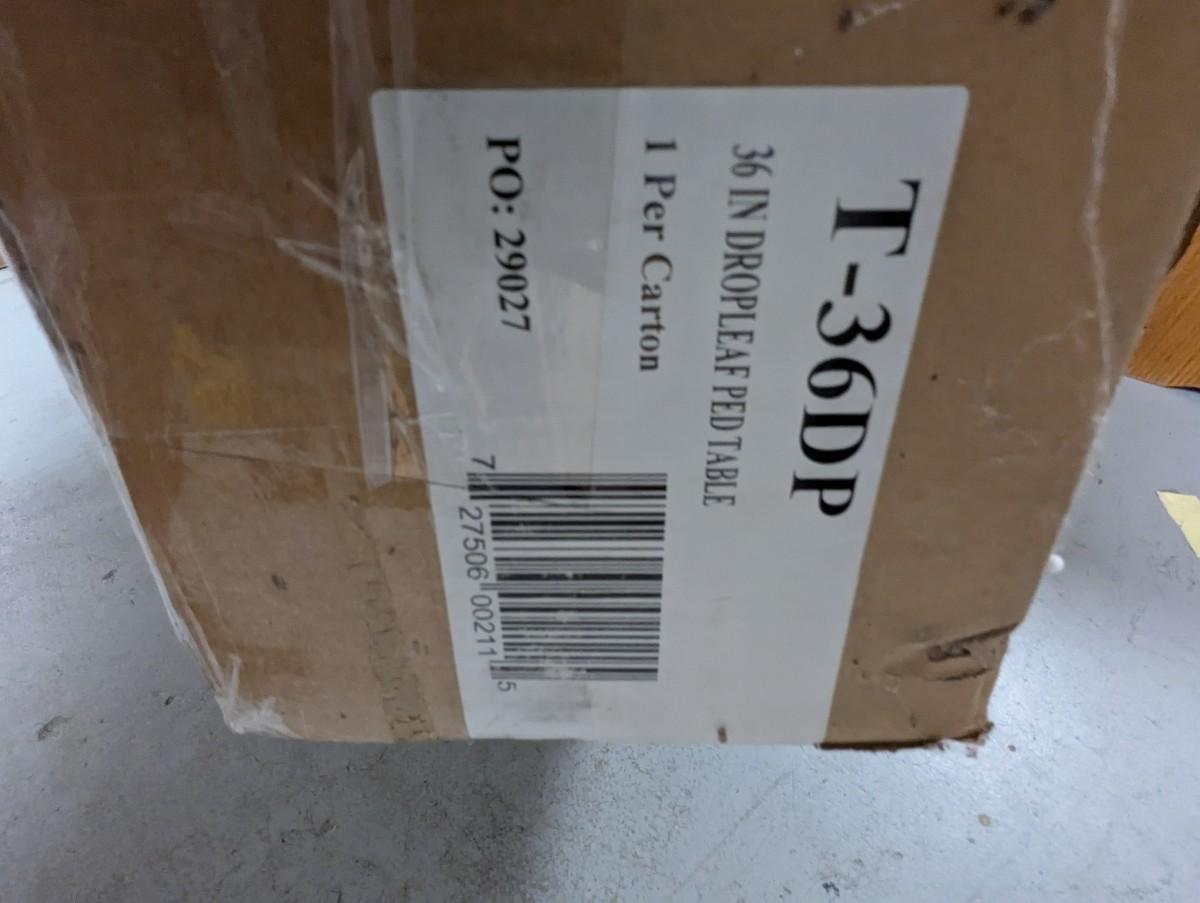 T-36DP
36 IN DROPLEAF PED TABLE
1 Per Carton
PO: 29027
7 27506 00211 5